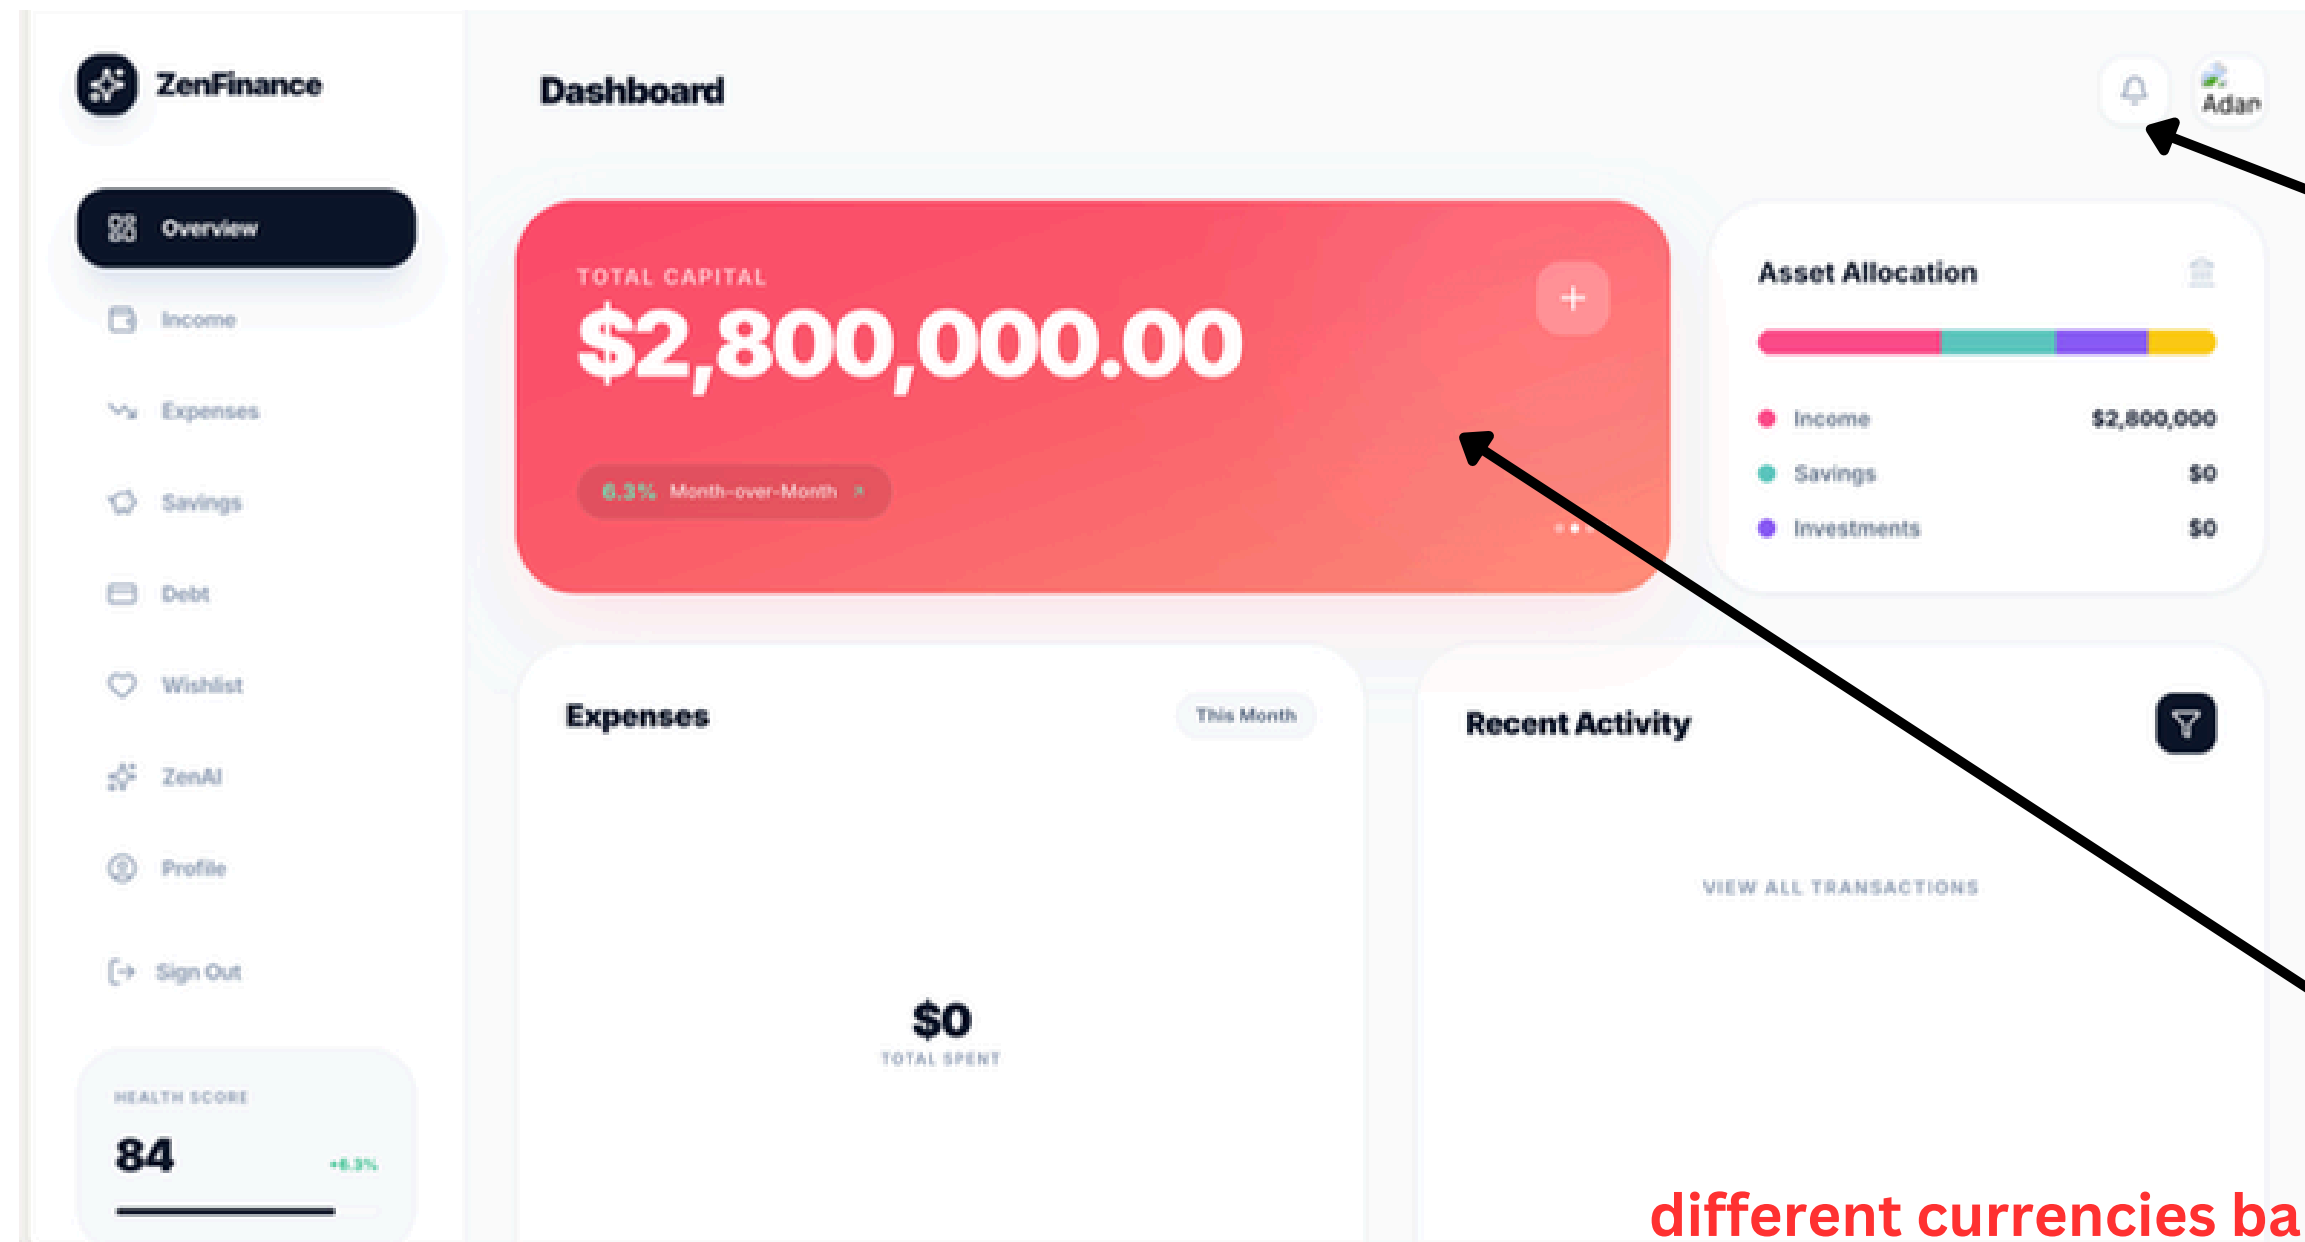 ZenFinance
Overview
Income
Expenses
Savings
Debt
Wishlist
ZenAI
Profile
Sign Out
HEALTH SCORE
84
+6.3%
Dashboard
Adan
TOTAL CAPITAL
$2,800,000.00
6.3% Month-over-Month
Asset Allocation
Income $2,800,000
Savings $0
Investments $0
Expenses
This Month
$0
TOTAL SPENT
Recent Activity
VIEW ALL TRANSACTIONS
different currencies ba